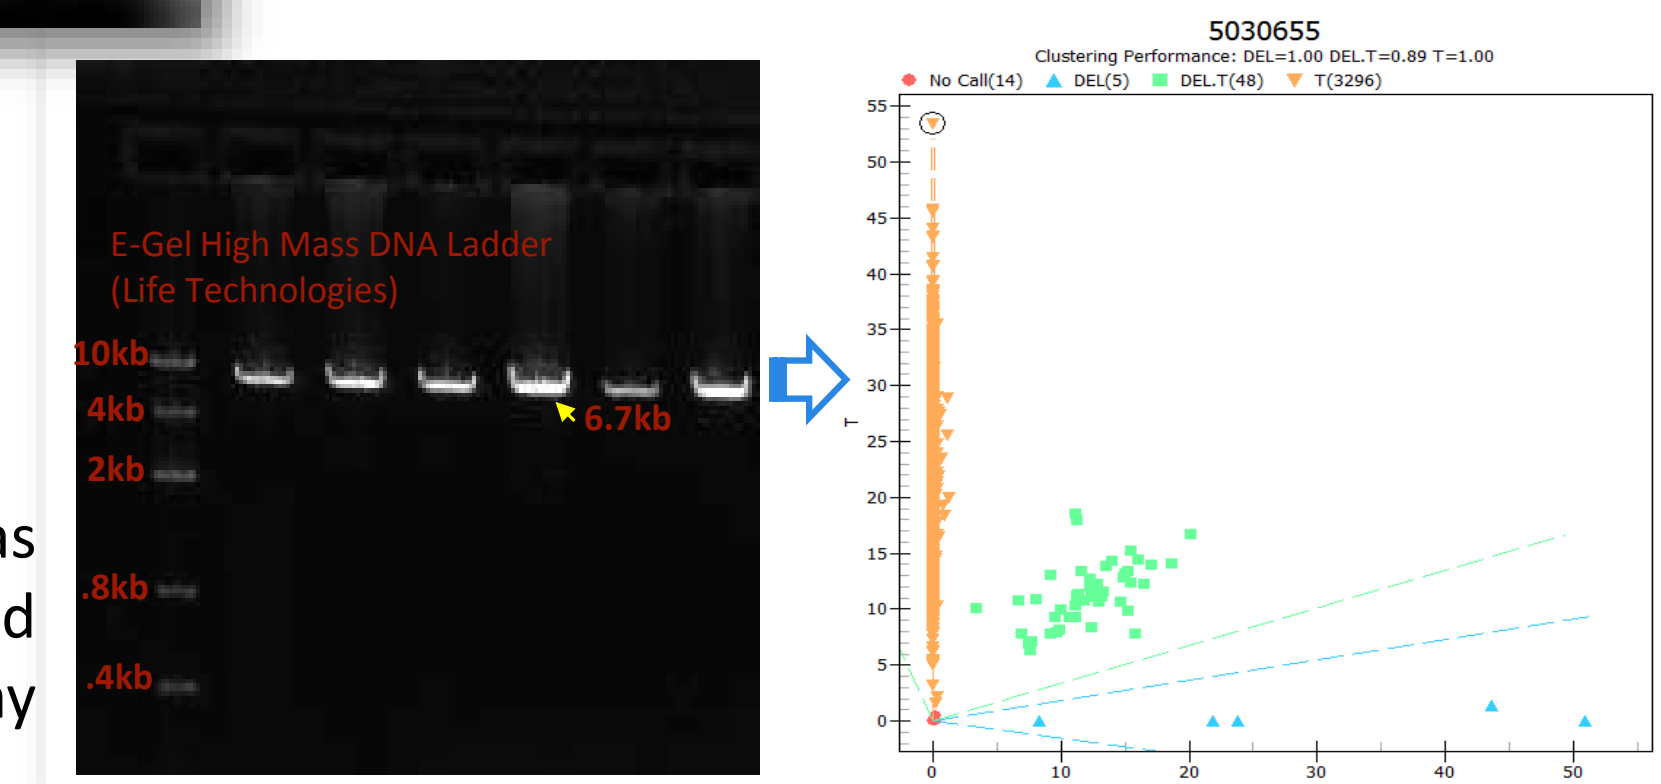 as
d
ny
E-Gel High Mass DNA Ladder
(Life Technologies)
10kb
4kb
2kb
.8kb
.4kb
6.7kb
5030655
Clustering Performance: DEL=1.00 DEL.T=0.89 T=1.00
No Call(14) DEL(5) DEL.T(48) T(3296)
55
50
45
40
35
30
25
20
15
10
5
0
T
0 10 20 30 40 50